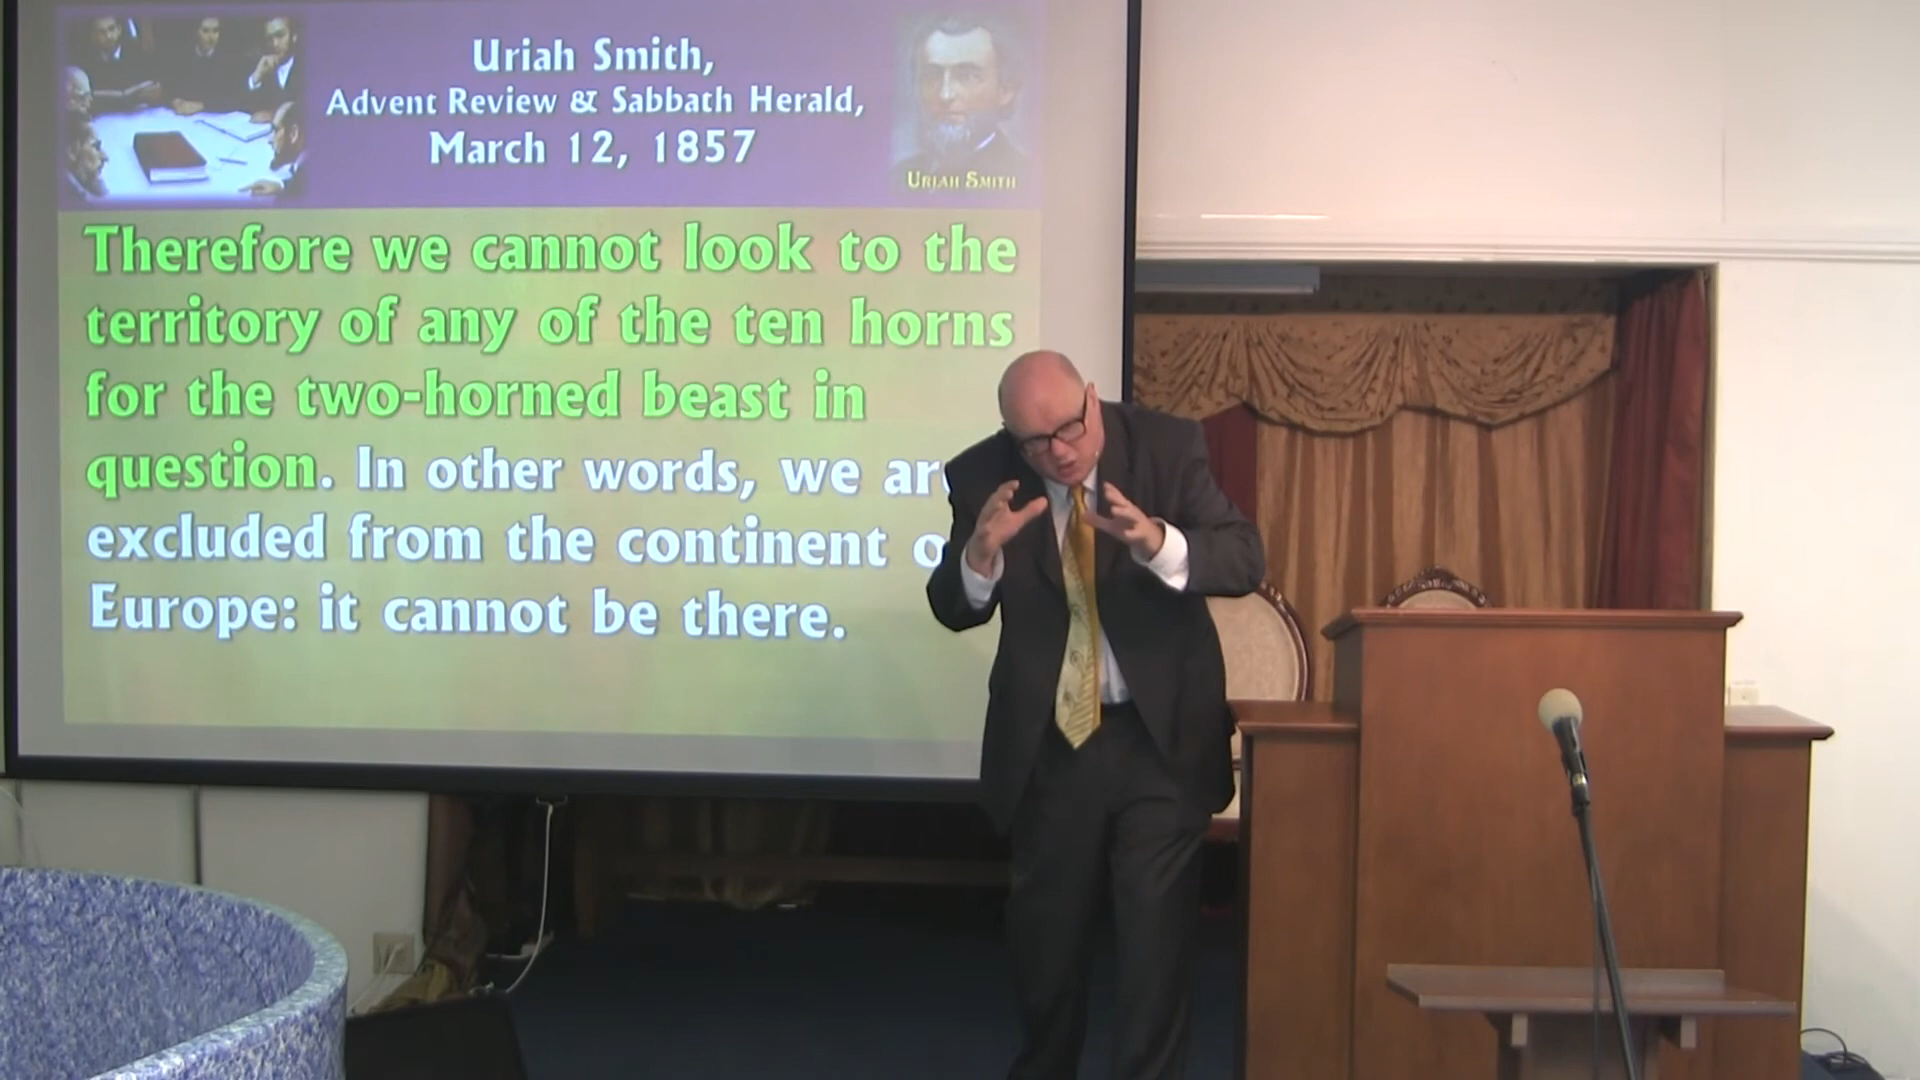 Uriah Smith,
Advent Review & Sabbath Herald,
March 12, 1857
URIAH SMITH
Therefore we cannot look to the
territory of any of the ten horns
for the two-horned beast in
question. In other words, we are
excluded from the continent o
Europe: it cannot be there.